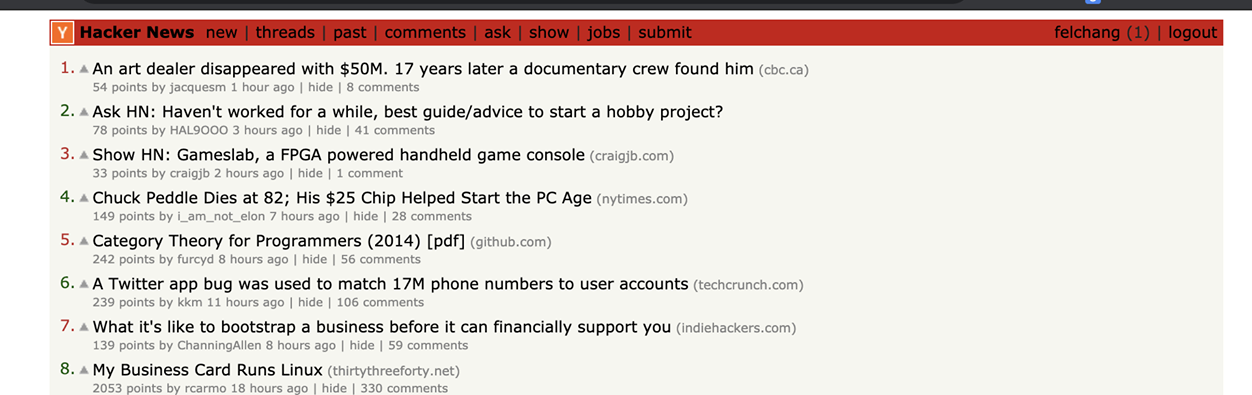 Y Hacker News new | threads | past | comments | ask | show | jobs | submit felchang (1) | logout
1. An art dealer disappeared with $50M. 17 years later a documentary crew found him (cbc.ca)
54 points by jacquesm 1 hour ago | hide | 8 comments
2. Ask HN: Haven't worked for a while, best guide/advice to start a hobby project?
78 points by HAL9OOO 3 hours ago | hide | 41 comments
3. Show HN: Gameslab, a FPGA powered handheld game console (craigjb.com)
33 points by craigjb 2 hours ago | hide | 1 comment
4. Chuck Peddle Dies at 82; His $25 Chip Helped Start the PC Age (nytimes.com)
149 points by i_am_not_elon 7 hours ago | hide | 28 comments
5. Category Theory for Programmers (2014) [pdf] (github.com)
242 points by furcyd 8 hours ago | hide | 56 comments
6. A Twitter app bug was used to match 17M phone numbers to user accounts (techcrunch.com)
239 points by kkm 11 hours ago | hide | 106 comments
7. What it's like to bootstrap a business before it can financially support you (indiehackers.com)
139 points by ChanningAllen 8 hours ago | hide | 59 comments
8. My Business Card Runs Linux (thirtythreeforty.net)
2053 points by rcarmo 18 hours ago | hide | 330 comments